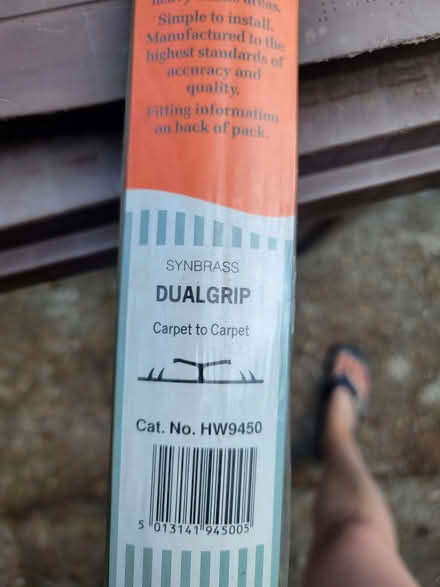 areas.
Simple to install.
Manufactured to the
highest standards of
accuracy and
quality.
Fitting information
on back of pack.
SYNBRASS
DUALGRIP
Carpet to Carpet
Cat. No. HW9450
5 013141 945005